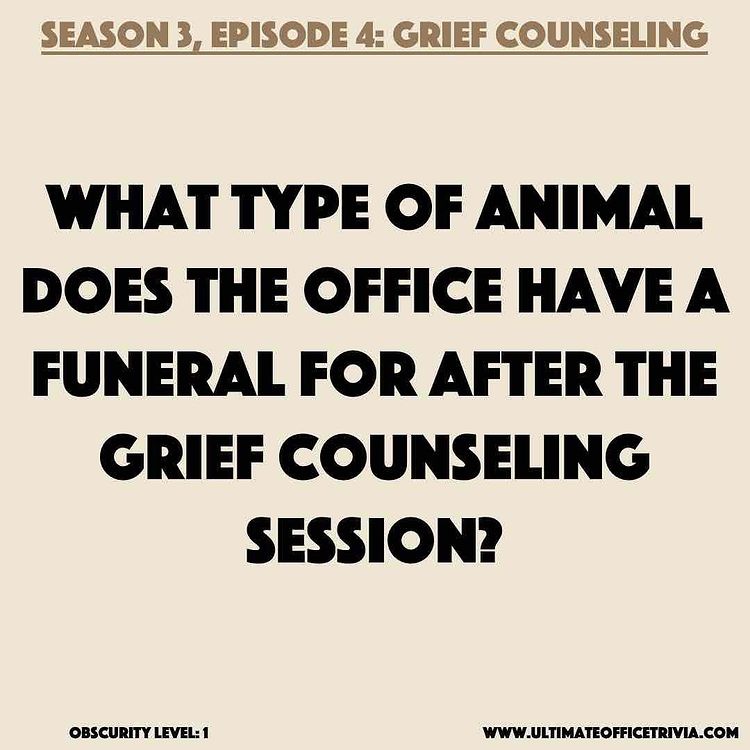 SEASON 3, EPISODE 4: GRIEF COUNSELING
WHAT TYPE OF ANIMAL
DOES THE OFFICE HAVE A
FUNERAL FOR AFTER THE
GRIEF COUNSELING
SESSION?
OBSCURITY LEVEL: 1
WWW.ULTIMATEOFFICETRIVIA.COM